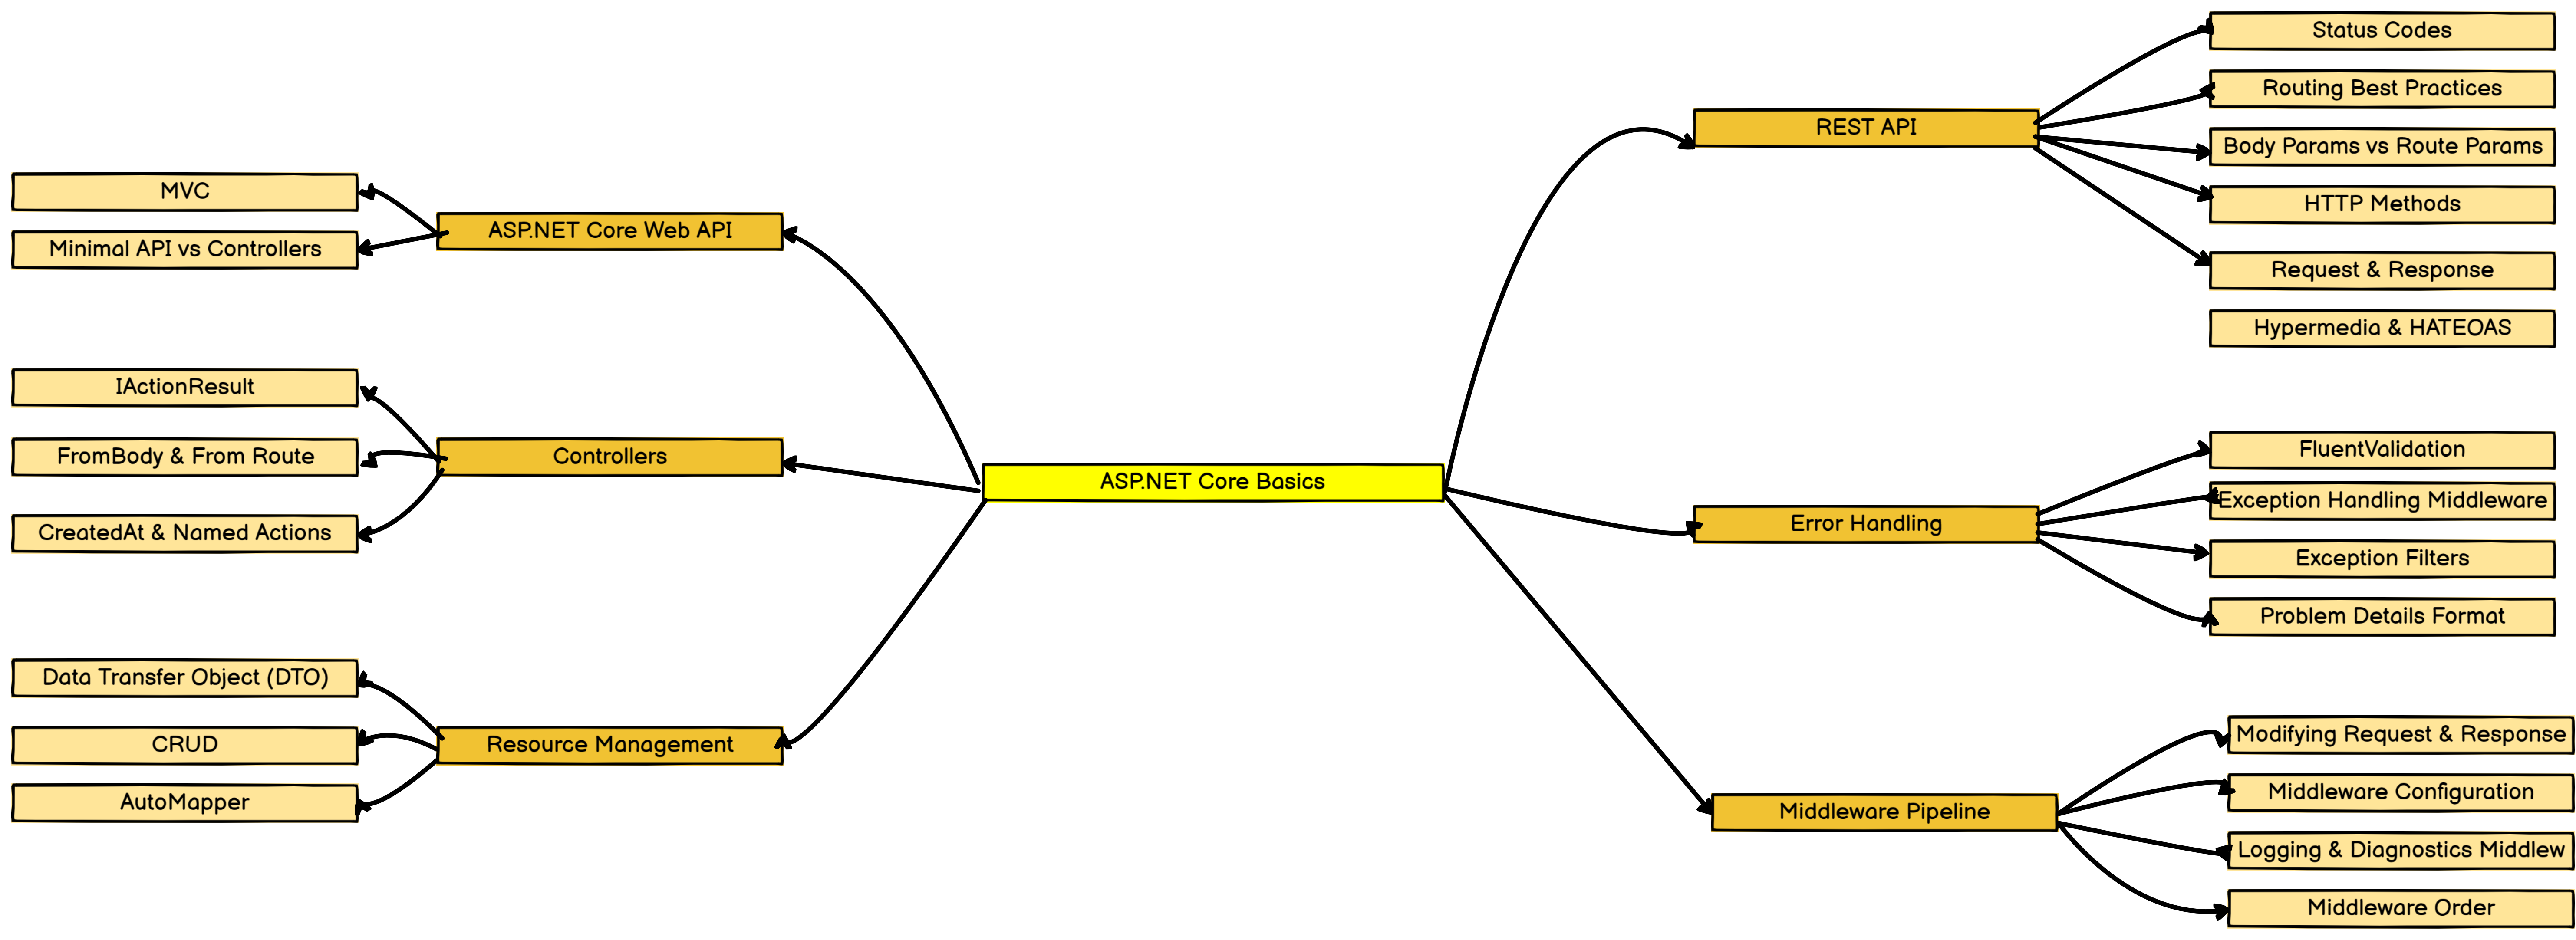 ASP.NET Core Basics
ASP.NET Core Web API
MVC
Minimal API vs Controllers
Controllers
IActionResult
FromBody & From Route
CreatedAt & Named Actions
Resource Management
Data Transfer Object (DTO)
CRUD
AutoMapper
REST API
Status Codes
Routing Best Practices
Body Params vs Route Params
HTTP Methods
Request & Response
Hypermedia & HATEOAS
Error Handling
FluentValidation
Exception Handling Middleware
Exception Filters
Problem Details Format
Middleware Pipeline
Modifying Request & Response
Middleware Configuration
Logging & Diagnostics Middlew
Middleware Order